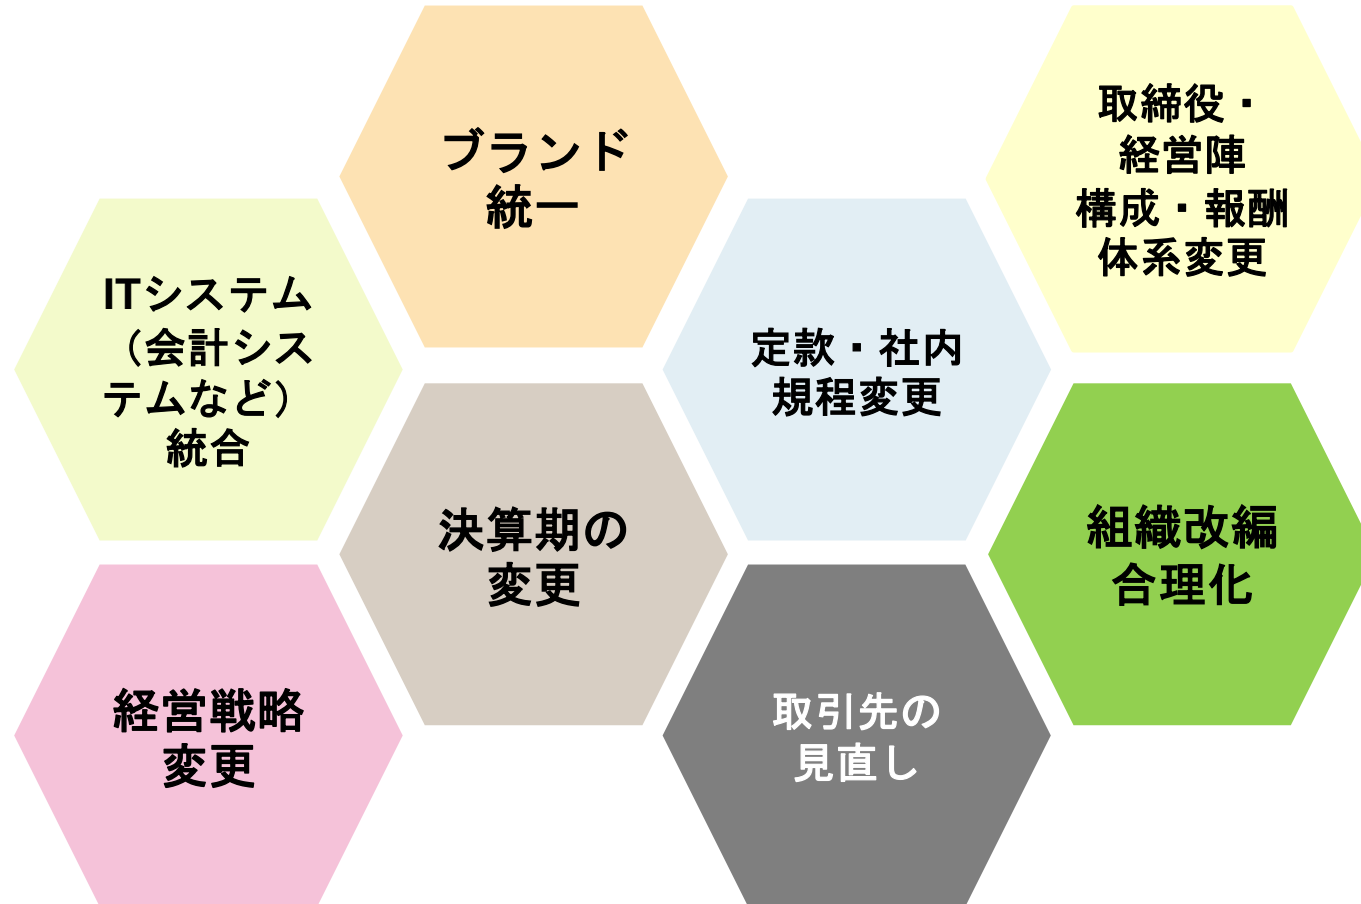 ブランド
統一
取締役・
経営陣
構成・報酬
体系変更
ITシステム
（会計シス
テムなど）
統合
定款・社内
規程変更
決算期の
変更
組織改編
合理化
経営戦略
変更
取引先の
見直し